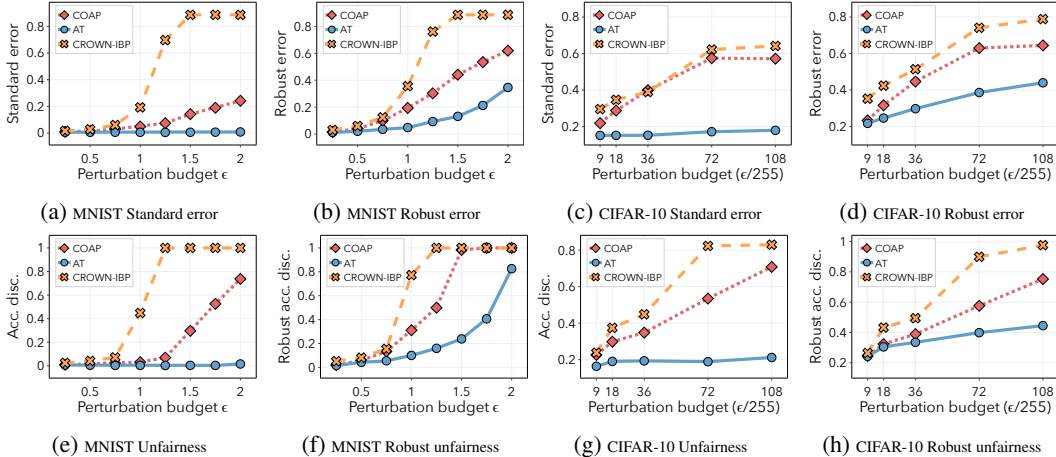 Standard error
0.8
0.6
0.4
0.2
0
COAP
AT
CROWN-IBP
0.5
1
1.5
2
Perturbation budget ϵ
(a) MNIST Standard error
Robust error
0.8
0.6
0.4
0.2
0
COAP
AT
CROWN-IBP
0.5
1
1.5
2
Perturbation budget ϵ
(b) MNIST Robust error
Standard error
0.8
0.6
0.4
0.2
COAP
AT
CROWN-IBP
9 18 36 72 108
Perturbation budget (ϵ/255)
(c) CIFAR-10 Standard error
Robust error
0.8
0.6
0.4
0.2
COAP
AT
CROWN-IBP
9 18 36 72 108
Perturbation budget (ϵ/255)
(d) CIFAR-10 Robust error
Acc. disc.
1
0.8
0.6
0.4
0.2
0
COAP
AT
CROWN-IBP
0.5
1
1.5
2
Perturbation budget ϵ
(e) MNIST Unfairness
Robust acc. disc.
1
0.8
0.6
0.4
0.2
0
COAP
AT
CROWN-IBP
0.5
1
1.5
2
Perturbation budget ϵ
(f) MNIST Robust unfairness
Acc. disc.
0.8
0.6
0.4
0.2
COAP
AT
CROWN-IBP
9 18 36 72 108
Perturbation budget (ϵ/255)
(g) CIFAR-10 Unfairness
Robust acc. disc.
1
0.8
0.6
0.4
0.2
COAP
AT
CROWN-IBP
9 18 36 72 108
Perturbation budget (ϵ/255)
(h) CIFAR-10 Robust unfairness